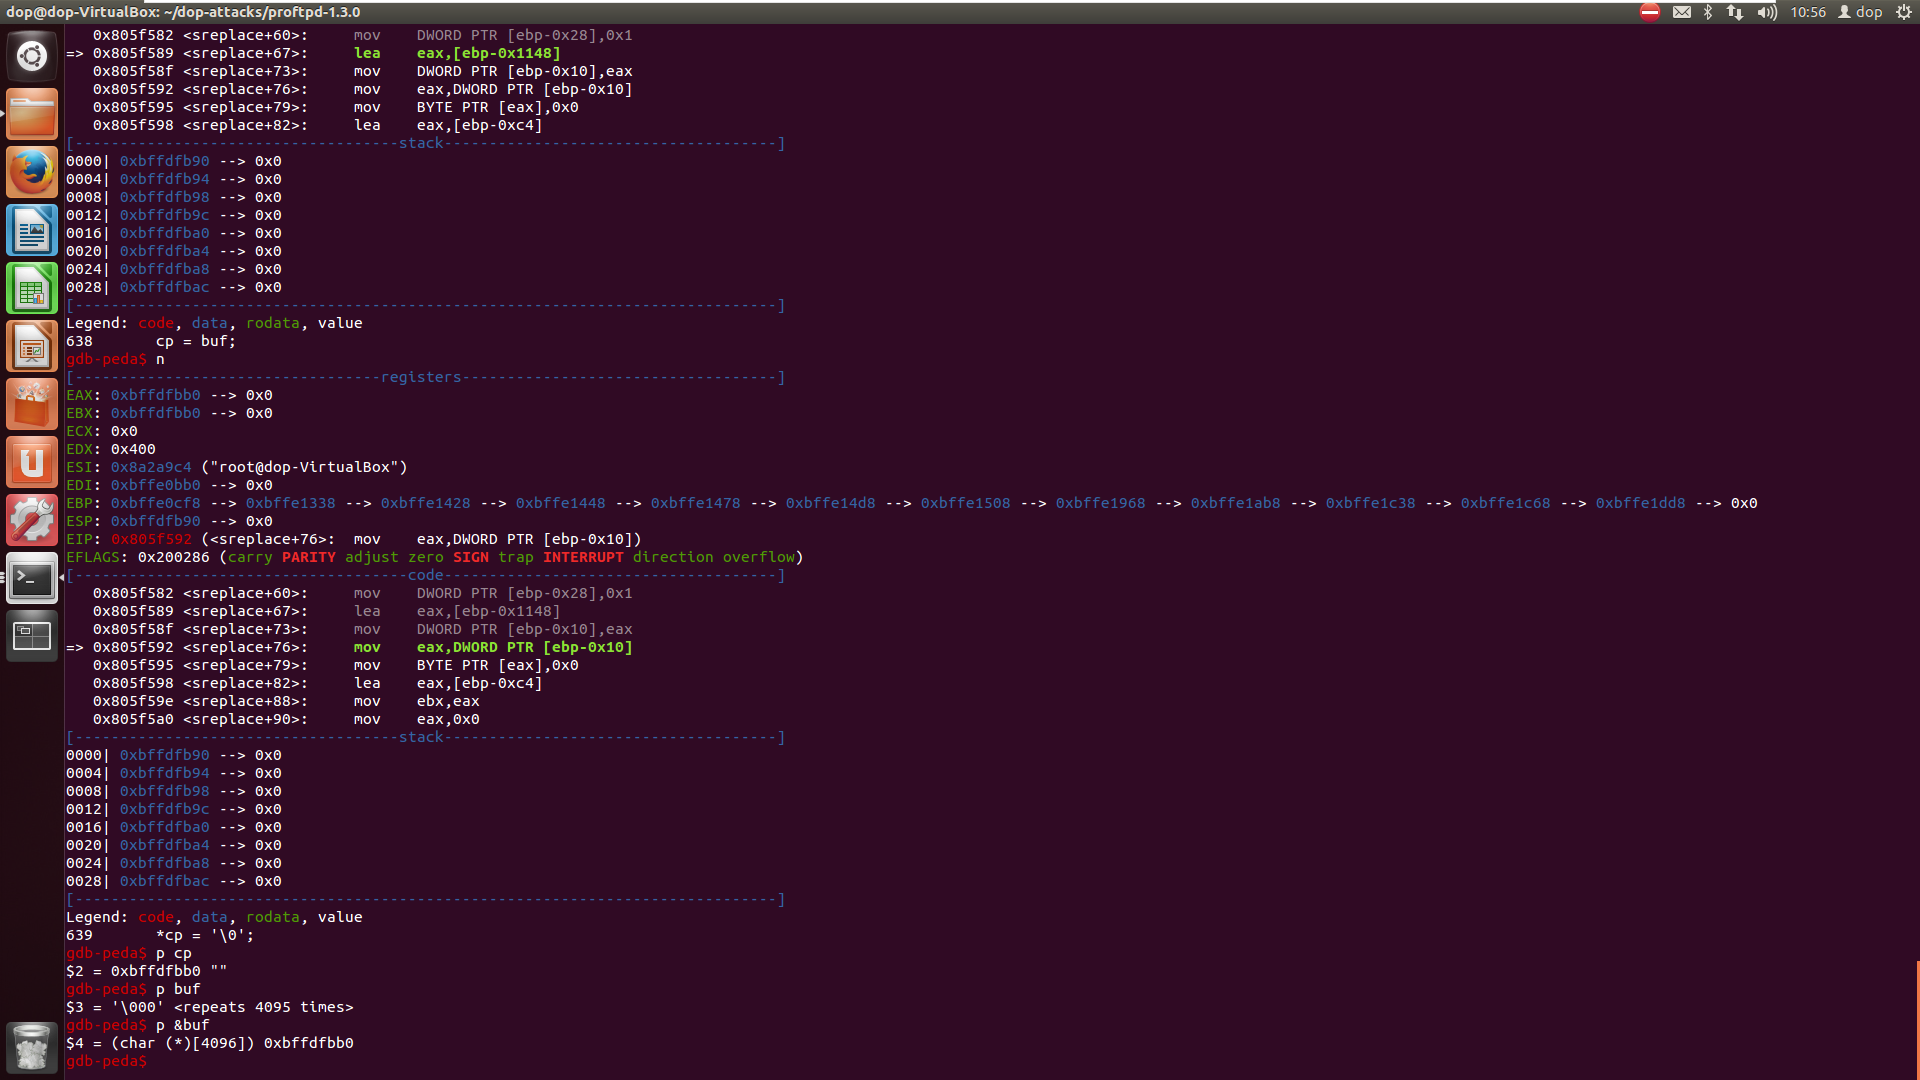 dop@dop-VirtualBox: ~/dop-attacks/proftpd-1.3.0
10:56 dop
0x805f582 <sreplace+60>: mov DWORD PTR [ebp-0x28],0x1
=> 0x805f589 <sreplace+67>: lea eax,[ebp-0x1148]
0x805f58f <sreplace+73>: mov DWORD PTR [ebp-0x10],eax
0x805f592 <sreplace+76>: mov eax,DWORD PTR [ebp-0x10]
0x805f595 <sreplace+79>: mov BYTE PTR [eax],0x0
0x805f598 <sreplace+82>: lea eax,[ebp-0xc4]
[------------------------------------stack-------------------------------------]
0000| 0xbffdfb90 --> 0x0
0004| 0xbffdfb94 --> 0x0
0008| 0xbffdfb98 --> 0x0
0012| 0xbffdfb9c --> 0x0
0016| 0xbffdfba0 --> 0x0
0020| 0xbffdfba4 --> 0x0
0024| 0xbffdfba8 --> 0x0
0028| 0xbffdfbac --> 0x0
[------------------------------------------------------------------------------]
Legend: code, data, rodata, value
638 cp = buf;
gdb-peda$ n
[----------------------------------registers-----------------------------------]
EAX: 0xbffdfbb0 --> 0x0
EBX: 0xbffdfbb0 --> 0x0
ECX: 0x0
EDX: 0x400
ESI: 0x8a2a9c4 ("root@dop-VirtualBox")
EDI: 0xbffe0bb0 --> 0x0
EBP: 0xbffe0cf8 --> 0xbffe1338 --> 0xbffe1428 --> 0xbffe1448 --> 0xbffe1478 --> 0xbffe14d8 --> 0xbffe1508 --> 0xbffe1968 --> 0xbffe1ab8 --> 0xbffe1c38 --> 0xbffe1c68 --> 0xbffe1dd8 --> 0x0
ESP: 0xbffdfb90 --> 0x0
EIP: 0x805f592 (<sreplace+76>: mov eax,DWORD PTR [ebp-0x10])
EFLAGS: 0x200286 (carry PARITY adjust zero SIGN trap INTERRUPT direction overflow)
[-------------------------------------code-------------------------------------]
0x805f582 <sreplace+60>: mov DWORD PTR [ebp-0x28],0x1
0x805f589 <sreplace+67>: lea eax,[ebp-0x1148]
0x805f58f <sreplace+73>: mov DWORD PTR [ebp-0x10],eax
=> 0x805f592 <sreplace+76>: mov eax,DWORD PTR [ebp-0x10]
0x805f595 <sreplace+79>: mov BYTE PTR [eax],0x0
0x805f598 <sreplace+82>: lea eax,[ebp-0xc4]
0x805f59e <sreplace+88>: mov ebx,eax
0x805f5a0 <sreplace+90>: mov eax,0x0
[------------------------------------stack-------------------------------------]
0000| 0xbffdfb90 --> 0x0
0004| 0xbffdfb94 --> 0x0
0008| 0xbffdfb98 --> 0x0
0012| 0xbffdfb9c --> 0x0
0016| 0xbffdfba0 --> 0x0
0020| 0xbffdfba4 --> 0x0
0024| 0xbffdfba8 --> 0x0
0028| 0xbffdfbac --> 0x0
[------------------------------------------------------------------------------]
Legend: code, data, rodata, value
639 *cp = '\0';
gdb-peda$ p cp
$2 = 0xbffdfbb0 ""
gdb-peda$ p buf
$3 = '\000' <repeats 4095 times>
gdb-peda$ p &buf
$4 = (char (*)[4096]) 0xbffdfbb0
gdb-peda$